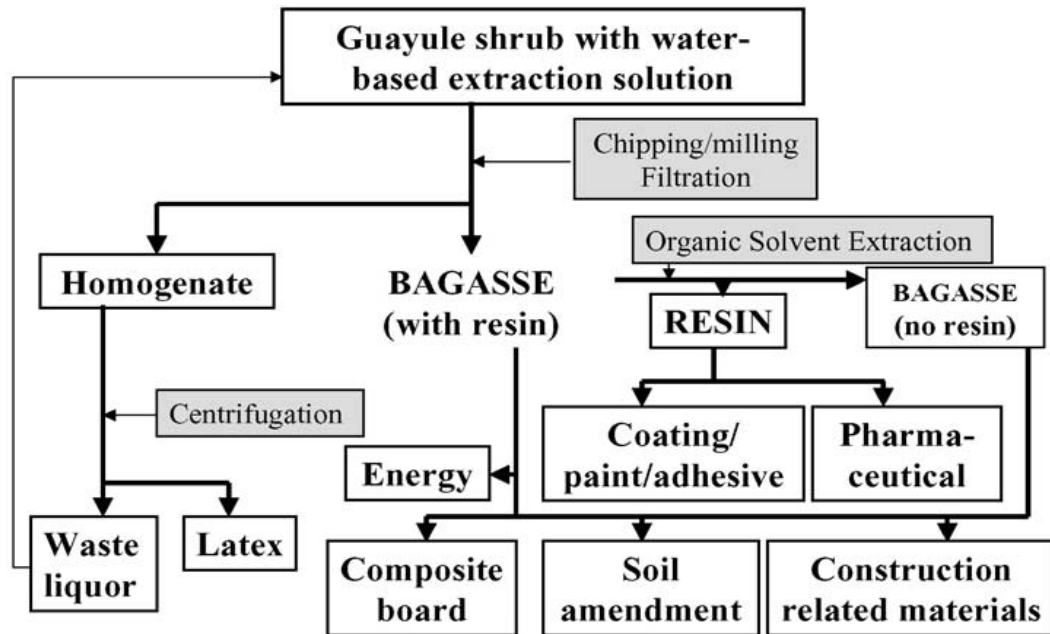 Guayule shrub with water-
based extraction solution
Chipping/milling
Filtration
Organic Solvent Extraction
Homogenate
BAGASSE
(with resin)
RESIN
BAGASSE
(no resin)
Centrifugation
Coating/
paint/adhesive
Pharma-
ceutical
Energy
Waste
liquor
Latex
Composite
board
Soil
amendment
Construction
related materials